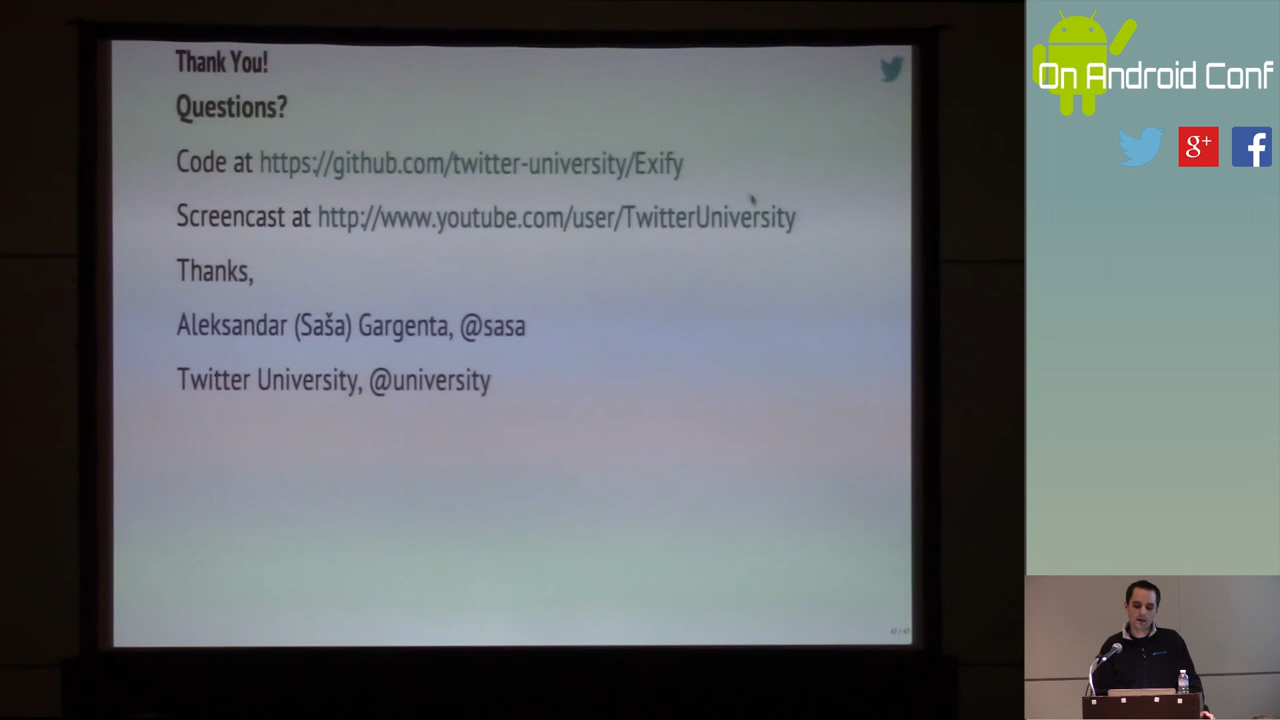 Thank You!
Questions?
Code at https://github.com/twitter-university/Exify
Screencast at http://www.youtube.com/user/TwitterUniversity
Thanks,
Aleksandar (Saša) Gargenta, @sasa
Twitter University, @university
On Android Conf
g+
f